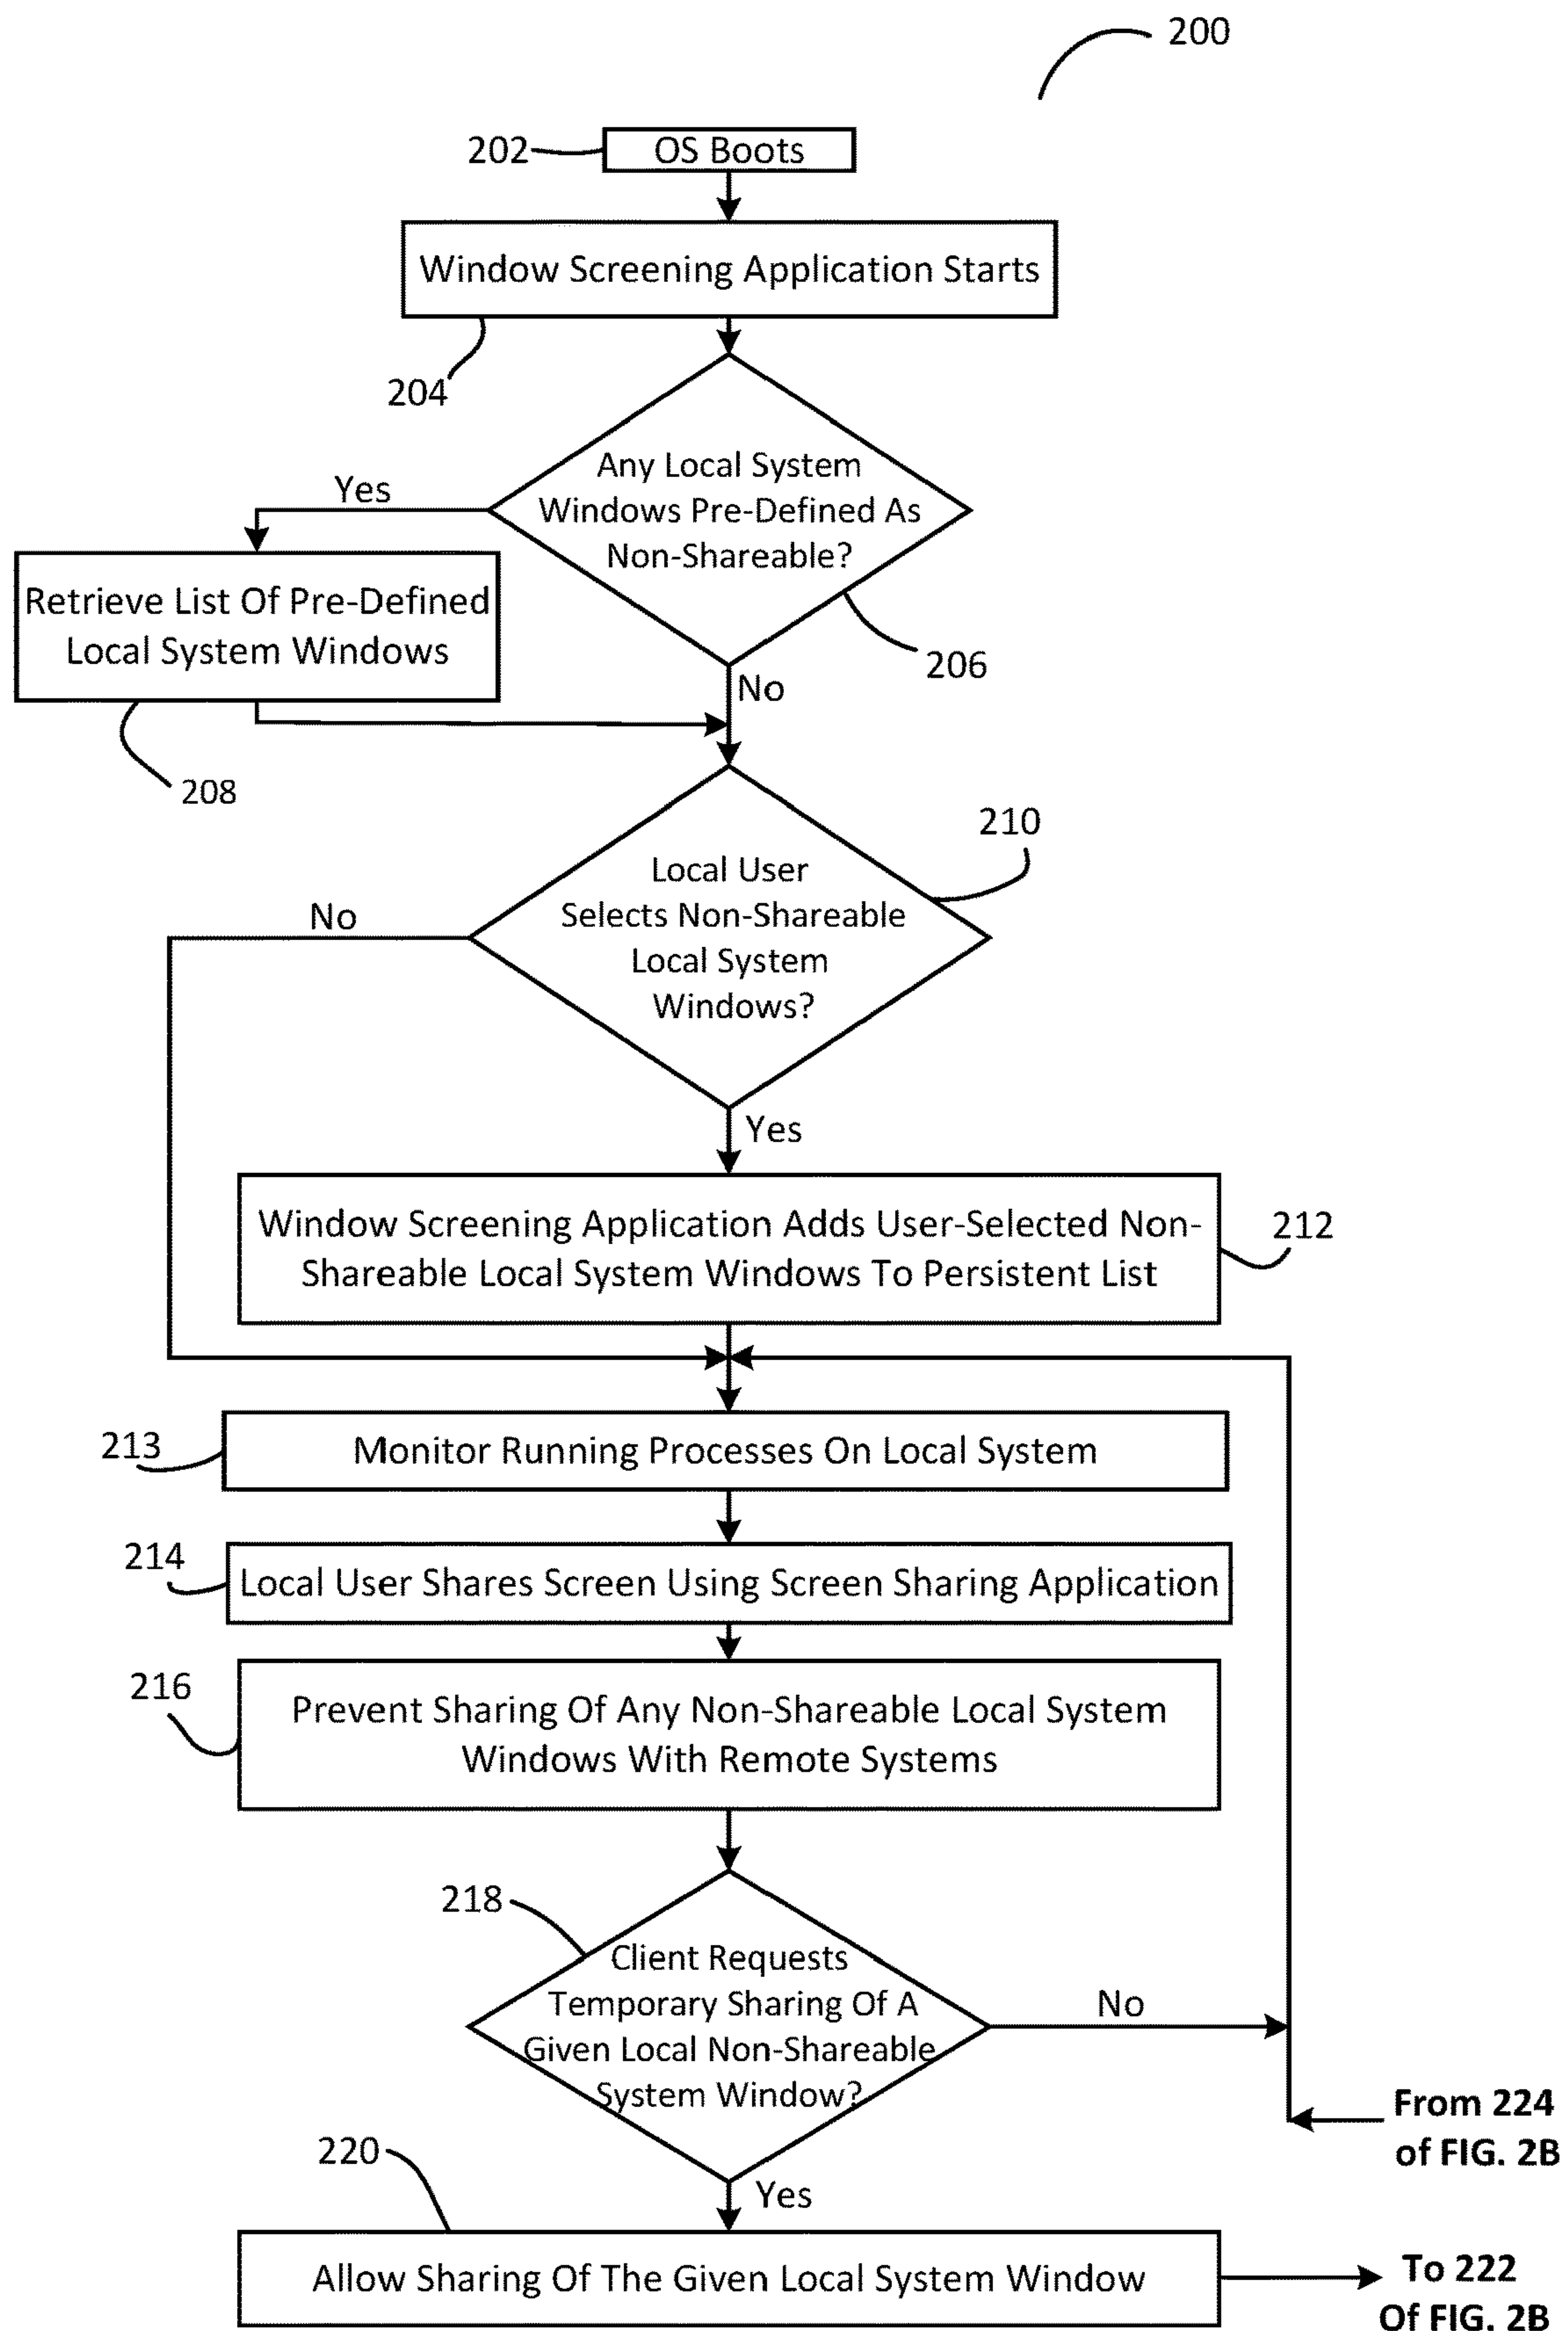 200
202
OS Boots
Window Screening Application Starts
204
Any Local System
Windows Pre-Defined As
Non-Shareable?
Yes
Retrieve List Of Pre-Defined
Local System Windows
206
No
208
210
Local User
Selects Non-Shareable
Local System
Windows?
No
Yes
Window Screening Application Adds User-Selected Non-
Shareable Local System Windows To Persistent List
212
213
Monitor Running Processes On Local System
214
Local User Shares Screen Using Screen Sharing Application
216
Prevent Sharing Of Any Non-Shareable Local System
Windows With Remote Systems
218
Client Requests
Temporary Sharing Of A
Given Local Non-Shareable
System Window?
No
From 224
of FIG. 2B
220
Yes
Allow Sharing Of The Given Local System Window
To 222
Of FIG. 2B